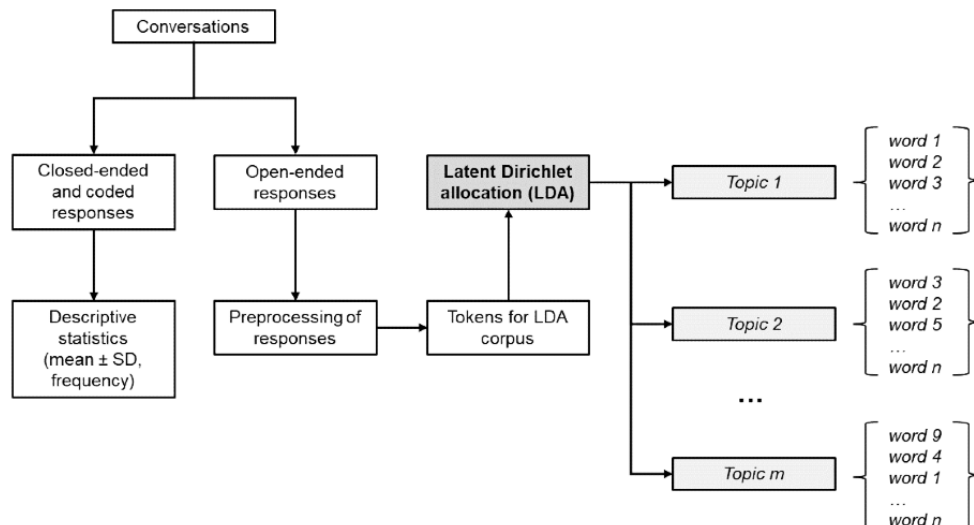 Conversations
Closed-ended
and coded
responses
Open-ended
responses
Latent Dirichlet
allocation (LDA)
Descriptive
statistics
(mean ± SD,
frequency)
Preprocessing of
responses
Tokens for LDA
corpus
Topic 1
word 1
word 2
word 3
...
word n
Topic 2
word 3
word 2
word 5
...
word n
...
Topic m
word 9
word 4
word 1
...
word n